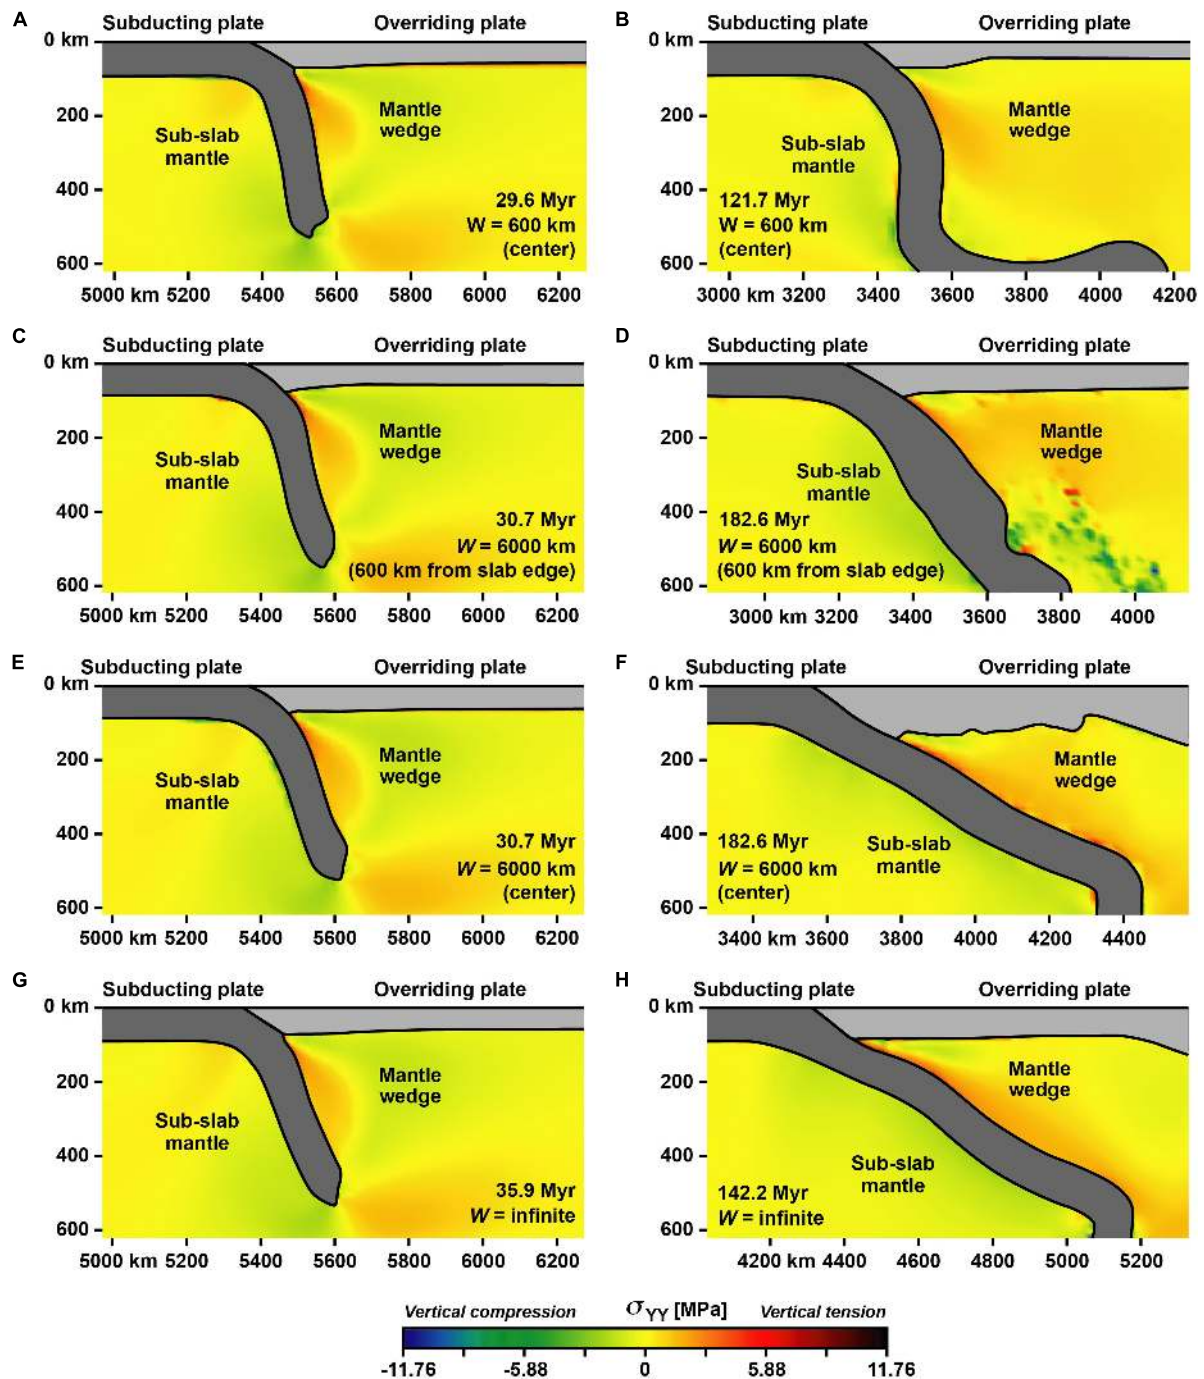 A
Subducting plate
Overriding plate
0 km
200
400
600
Sub-slab
mantle
Mantle
wedge
29.6 Myr
W = 600 km
(center)
5000 km 5200 5400 5600 5800 6000 6200
B
Subducting plate
Overriding plate
0 km
200
400
600
Sub-slab
mantle
Mantle
wedge
121.7 Myr
W = 600 km
(center)
3000 km 3200 3400 3600 3800 4000 4200
C
Subducting plate
Overriding plate
0 km
200
400
600
Sub-slab
mantle
Mantle
wedge
30.7 Myr
W = 6000 km
(600 km from slab edge)
5000 km 5200 5400 5600 5800 6000 6200
D
Subducting plate
Overriding plate
0 km
200
400
600
Sub-slab
mantle
Mantle
wedge
182.6 Myr
W = 6000 km
(600 km from slab edge)
3000 km 3200 3400 3600 3800 4000
E
Subducting plate
Overriding plate
0 km
200
400
600
Sub-slab
mantle
Mantle
wedge
30.7 Myr
W = 6000 km
(center)
5000 km 5200 5400 5600 5800 6000 6200
F
Subducting plate
Overriding plate
0 km
200
400
600
Mantle
wedge
Sub-slab
mantle
182.6 Myr
W = 6000 km
(center)
3400 km 3600 3800 4000 4200 4400
G
Subducting plate
Overriding plate
0 km
200
400
600
Sub-slab
mantle
Mantle
wedge
35.9 Myr
W = infinite
5000 km 5200 5400 5600 5800 6000 6200
H
Subducting plate
Overriding plate
0 km
200
400
600
Mantle
wedge
Sub-slab
mantle
142.2 Myr
W = infinite
4200 km 4400 4600 4800 5000 5200
Vertical compression σYY [MPa] Vertical tension
-11.76 -5.88 0 5.88 11.76